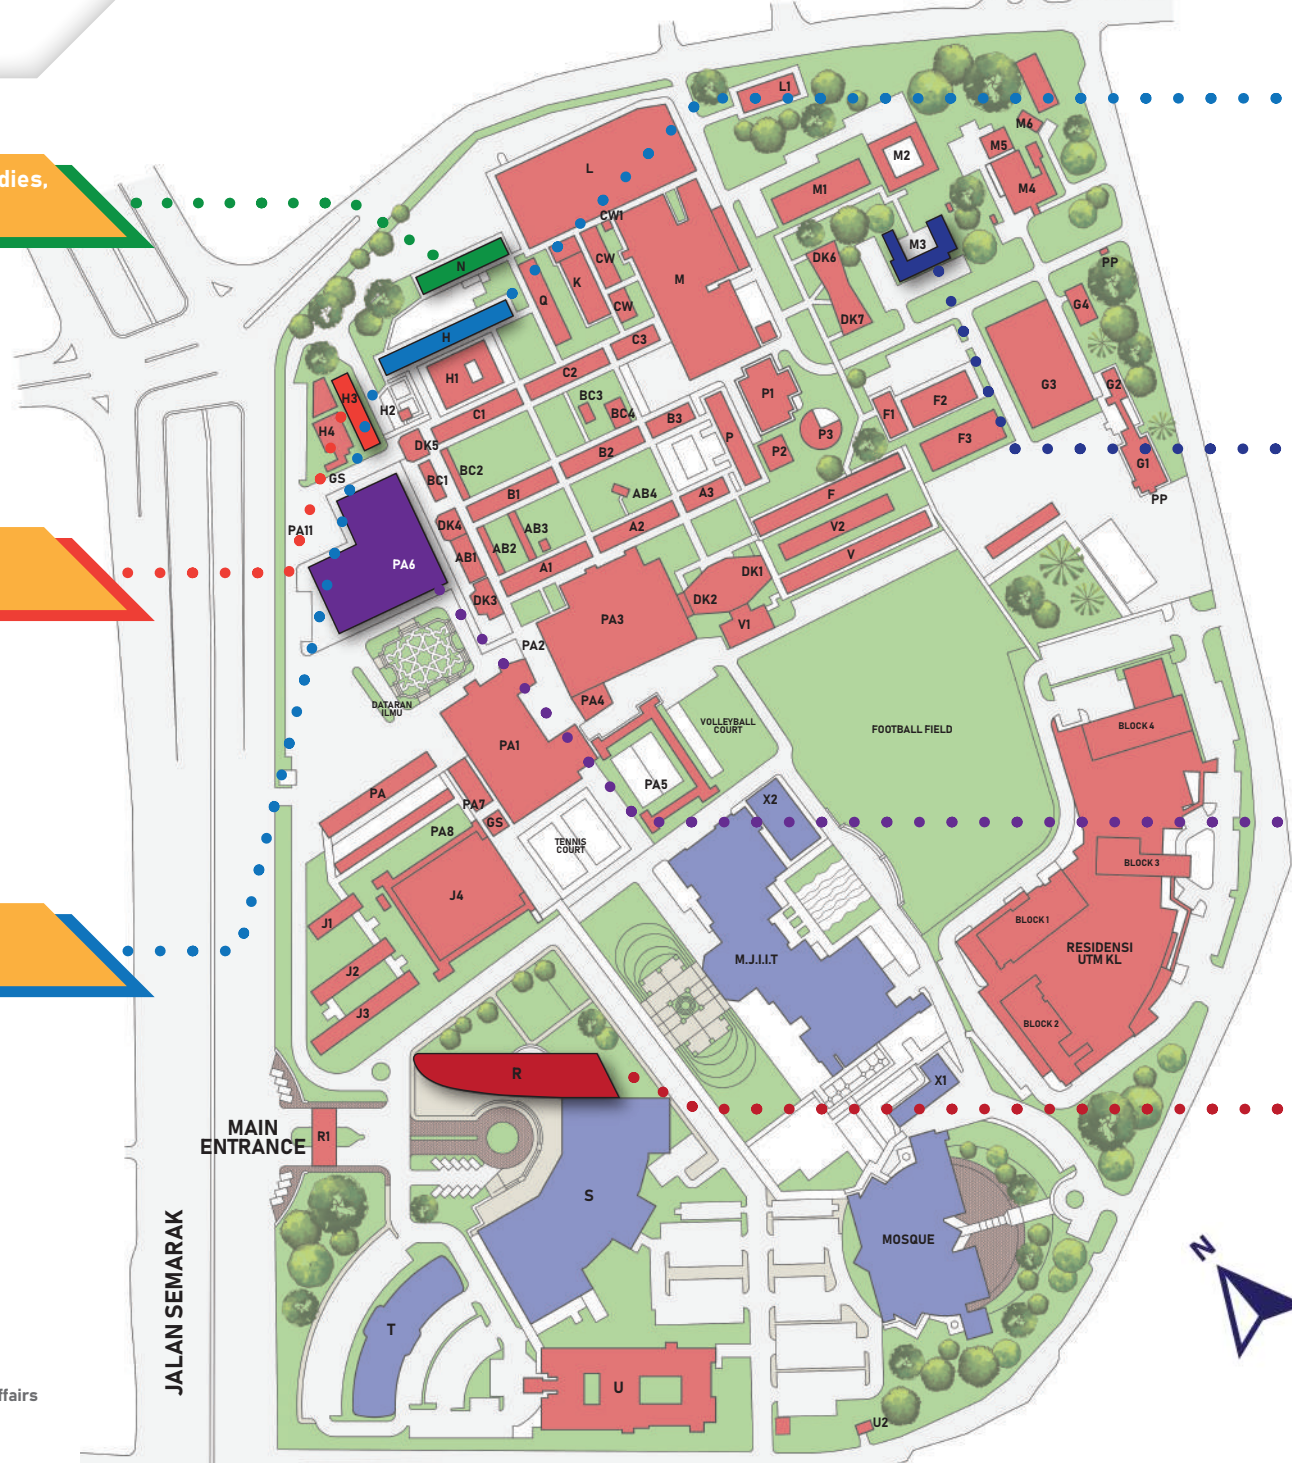 dies,
L1
L
M6
M5
M2
M4
M1
CW1
M3
CW
DK6
PP
N
K
M
G4
Q
CW
DK7
H
C3
H1
C2
G3
G2
H3
H2
BC3
P1
F2
C1
BC4
B3
F1
H4
DK5
P
P3
F3
B2
P2
G1
BC2
GS
BC1
B1
AB4
A3
F
PP
PA11
DK4
AB3
A2
V2
AB2
V
PA6
AB1
A1
DK1
DK3
DK2
PA3
V1
PA2
PA4
DATARAN
ILMU
VOLLEYBALL
COURT
FOOTBALL FIELD
BLOCK 4
PA1
PA5
PA
X2
PA7
GS
PA8
TENNIS
COURT
BLOCK 3
J4
J1
BLOCK 1
RESIDENSI
UTM KL
M.J.I.I.T
J2
J3
BLOCK 2
R
X1
MAIN
ENTRANCE
R1
S
MOSQUE
N
JALAN SEMARAK
T
U
ffairs
U2